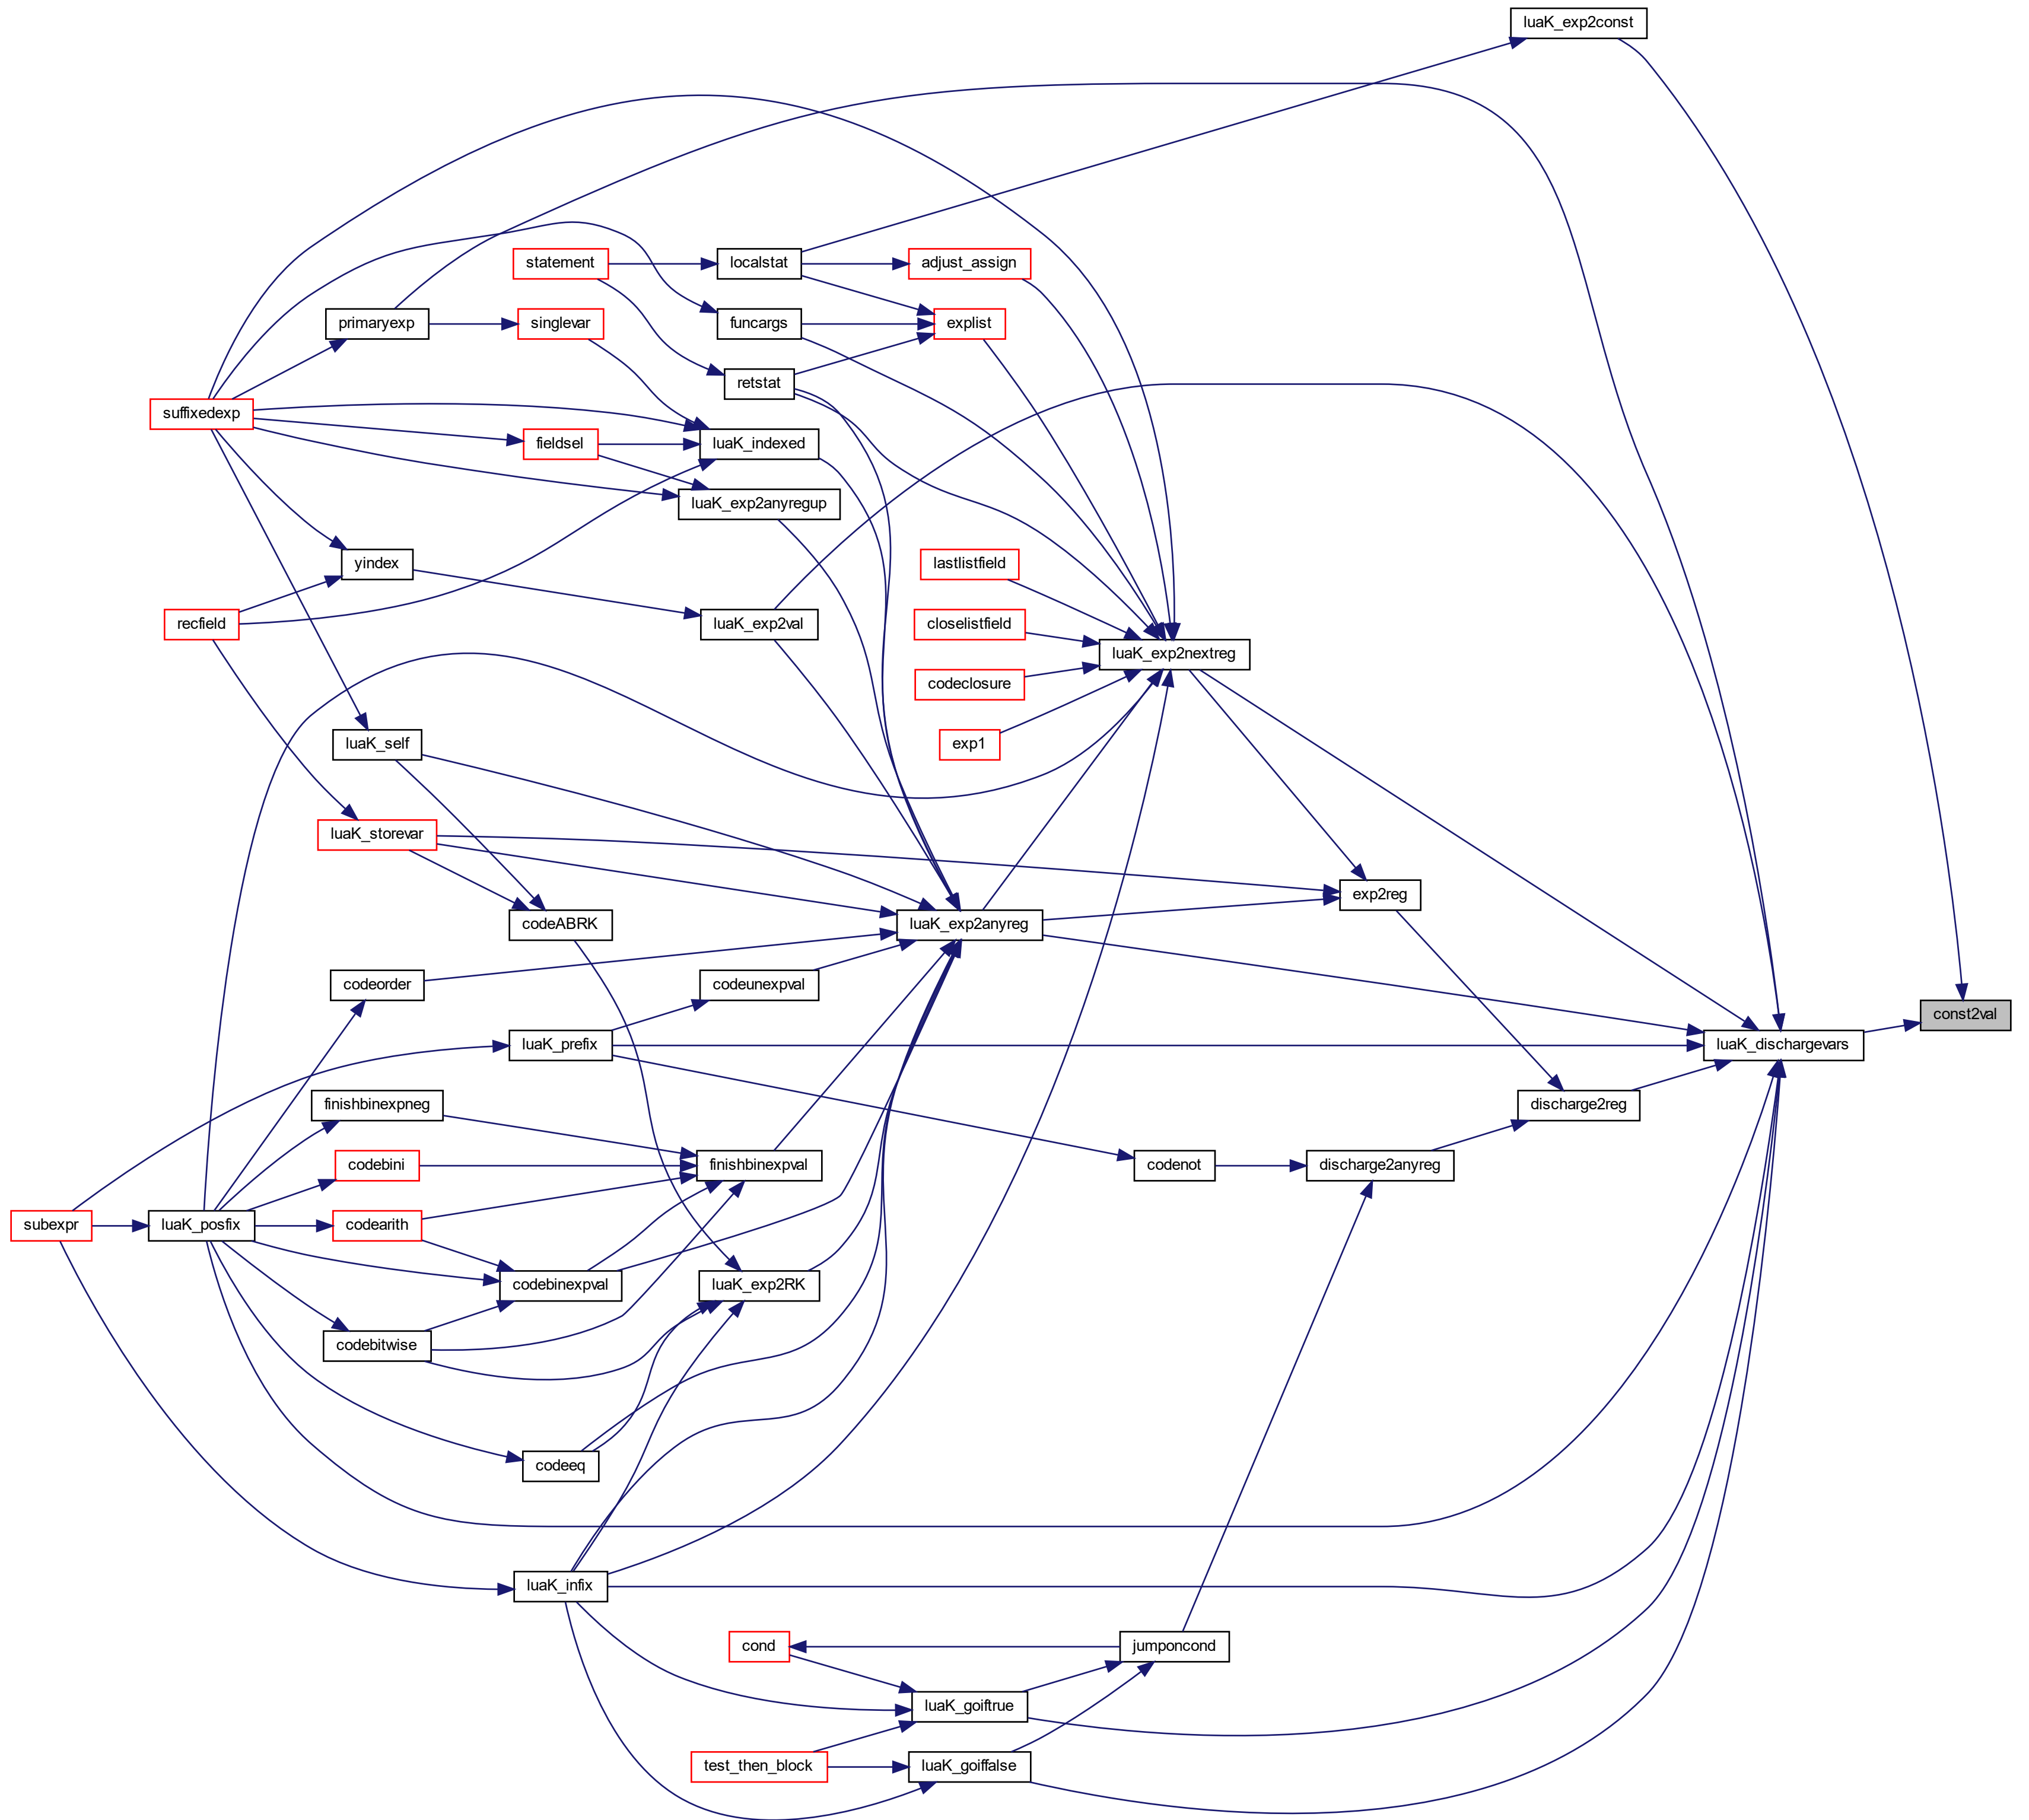 luaK_exp2const
statement
localstat
adjust_assign
primaryexp
singlevar
funcargs
explist
retstat
suffixedexp
fieldsel
luaK_indexed
luaK_exp2anyregup
yindex
lastlistfield
recfield
luaK_exp2val
closelistfield
luaK_exp2nextreg
codeclosure
luaK_self
exp1
luaK_storevar
exp2reg
codeABRK
luaK_exp2anyreg
codeorder
codeunexpval
const2val
luaK_prefix
luaK_dischargevars
finishbinexpneg
discharge2reg
codebini
finishbinexpval
codenot
discharge2anyreg
subexpr
luaK_posfix
codearith
codebinexpval
luaK_exp2RK
codebitwise
codeeq
luaK_infix
cond
jumponcond
luaK_goiftrue
test_then_block
luaK_goiffalse